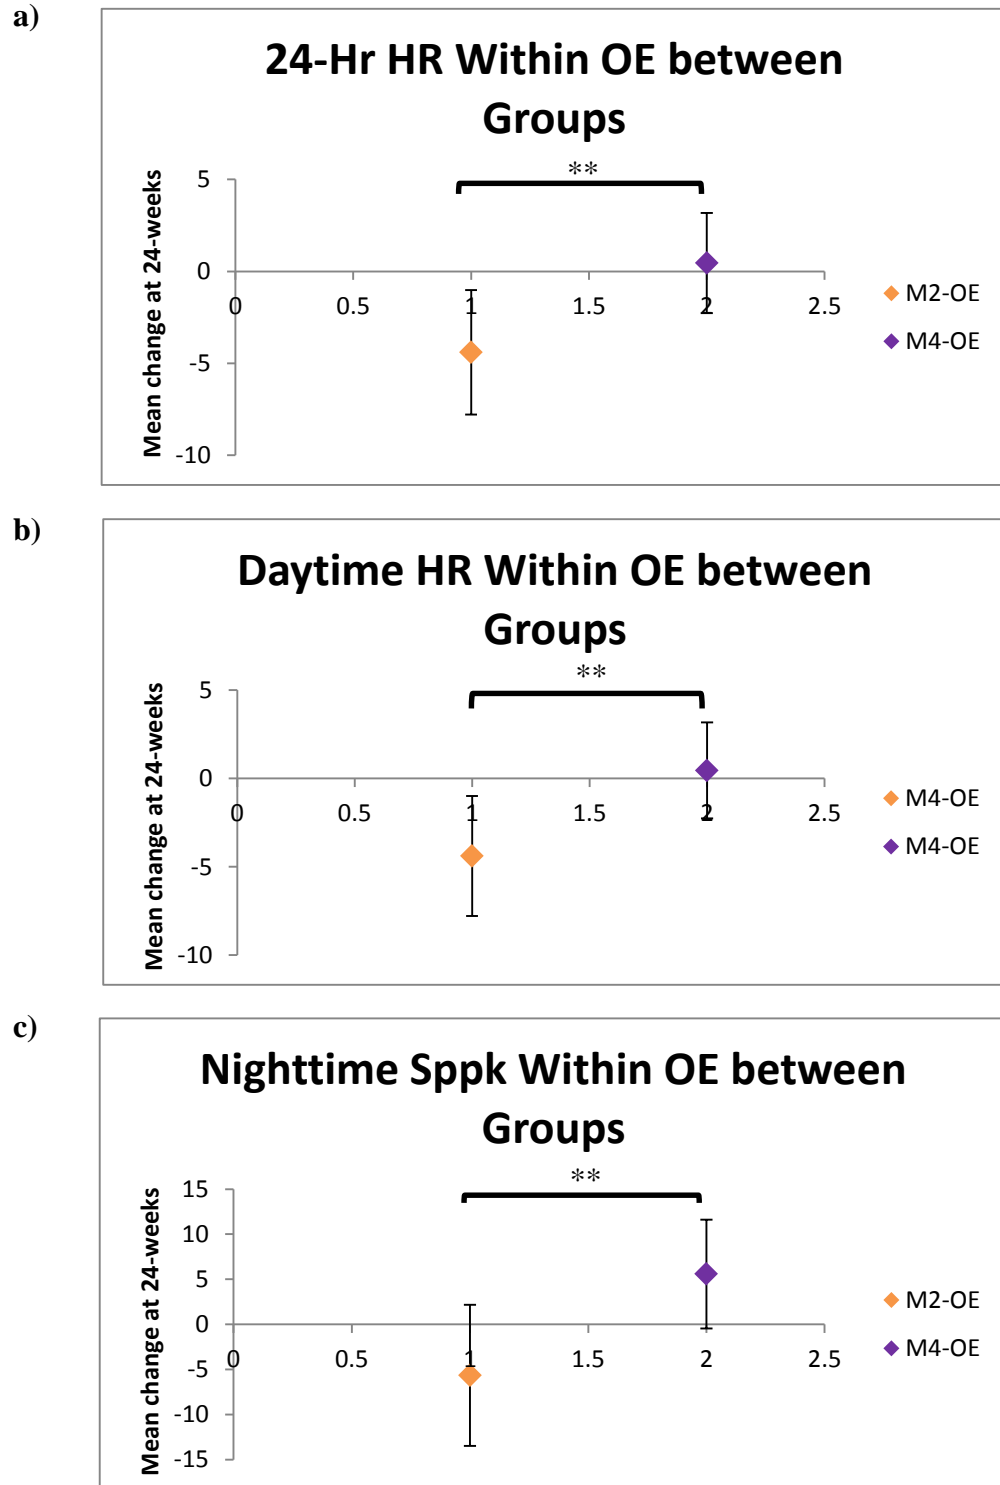 a)
24-Hr HR Within OE between
Groups
**
Mean change at 24-weeks
5
0
-5
-10
0
0.5
1
1.5
2
2.5
M2-OE
M4-OE
b)
Daytime HR Within OE between
Groups
**
Mean change at 24-weeks
5
0
-5
-10
0
0.5
1
1.5
2
2.5
M4-OE
M4-OE
c)
Nighttime Sppk Within OE between
Groups
**
Mean change at 24-weeks
15
10
5
0
-5
-10
-15
0
0.5
1
1.5
2
2.5
M2-OE
M4-OE